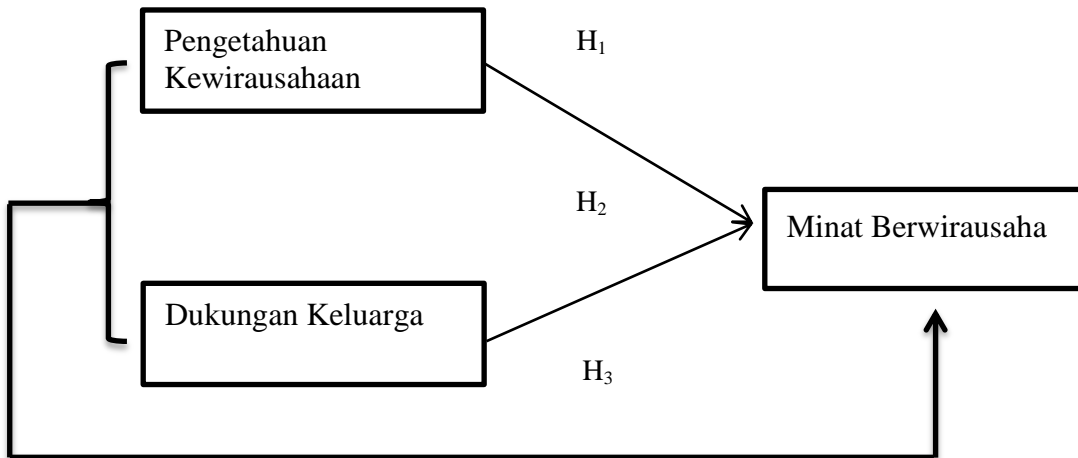 Pengetahuan
Kewirausahaan
H₁
H₂
Minat Berwirausaha
Dukungan Keluarga
H₃